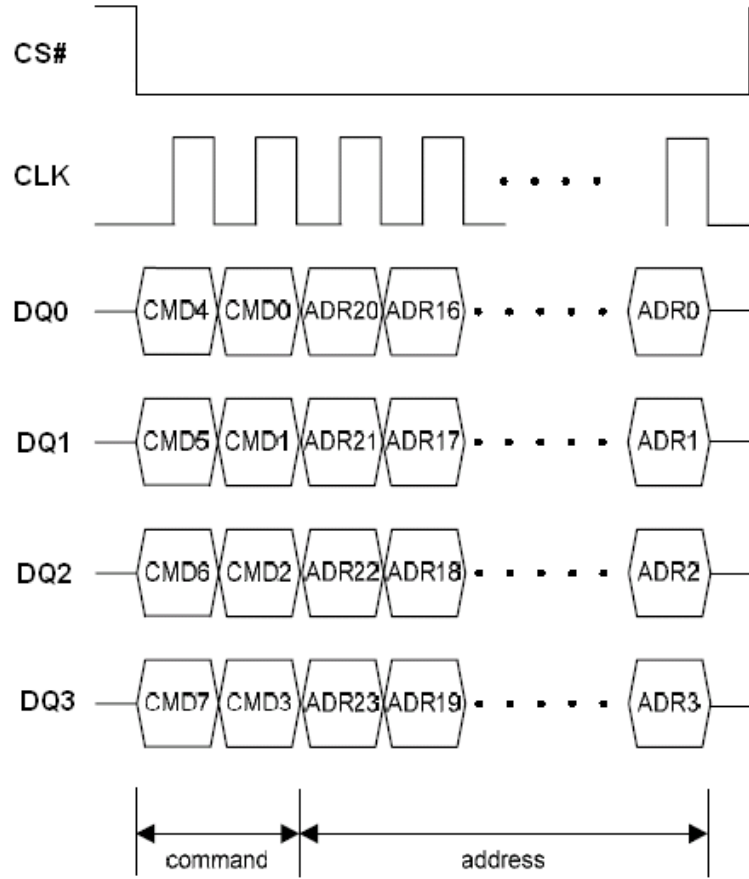 CS#
CLK
DQ0 CMD4 CMD0 ADR20 ADR16 ADR0
DQ1 CMD5 CMD1 ADR21 ADR17 ADR1
DQ2 CMD6 CMD2 ADR22 ADR18 ADR2
DQ3 CMD7 CMD3 ADR23 ADR19 ADR3
command address